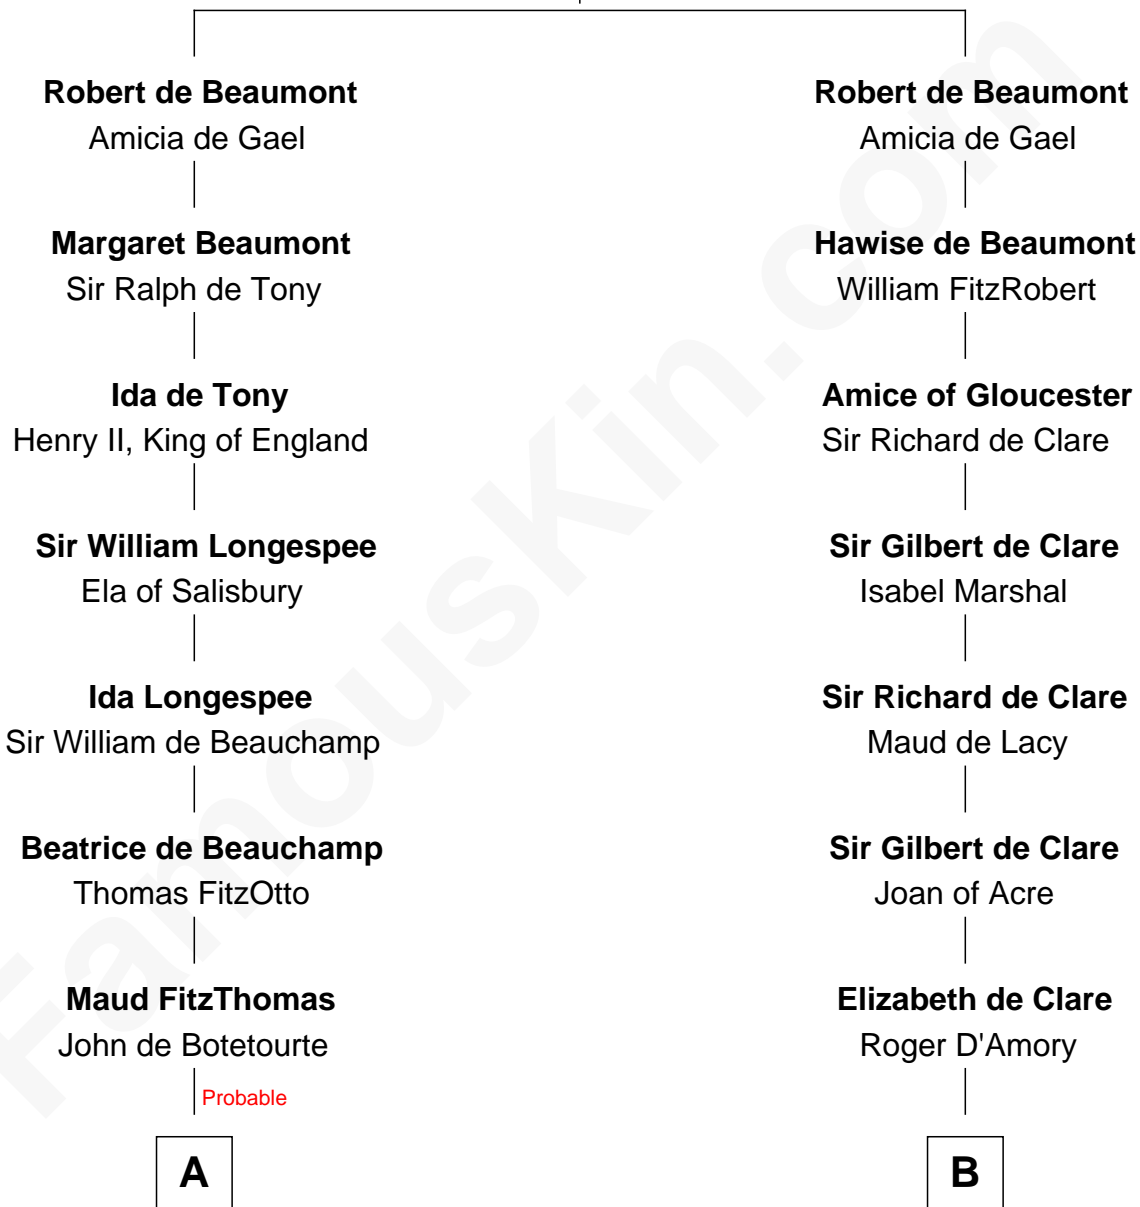 Robert de Beaumont
Amicia de Gael
Margaret Beaumont
Sir Ralph de Tony
Ida de Tony
Henry II, King of England
Sir William Longespee
Ela of Salisbury
Ida Longespee
Sir William de Beauchamp
Beatrice de Beauchamp
Thomas FitzOtto
Maud FitzThomas
John de Botetourte
Probable
A
Robert de Beaumont
Amicia de Gael
Hawise de Beaumont
William FitzRobert
Amice of Gloucester
Sir Richard de Clare
Sir Gilbert de Clare
Isabel Marshal
Sir Richard de Clare
Maud de Lacy
Sir Gilbert de Clare
Joan of Acre
Elizabeth de Clare
Roger D'Amory
B
FamousKin.com